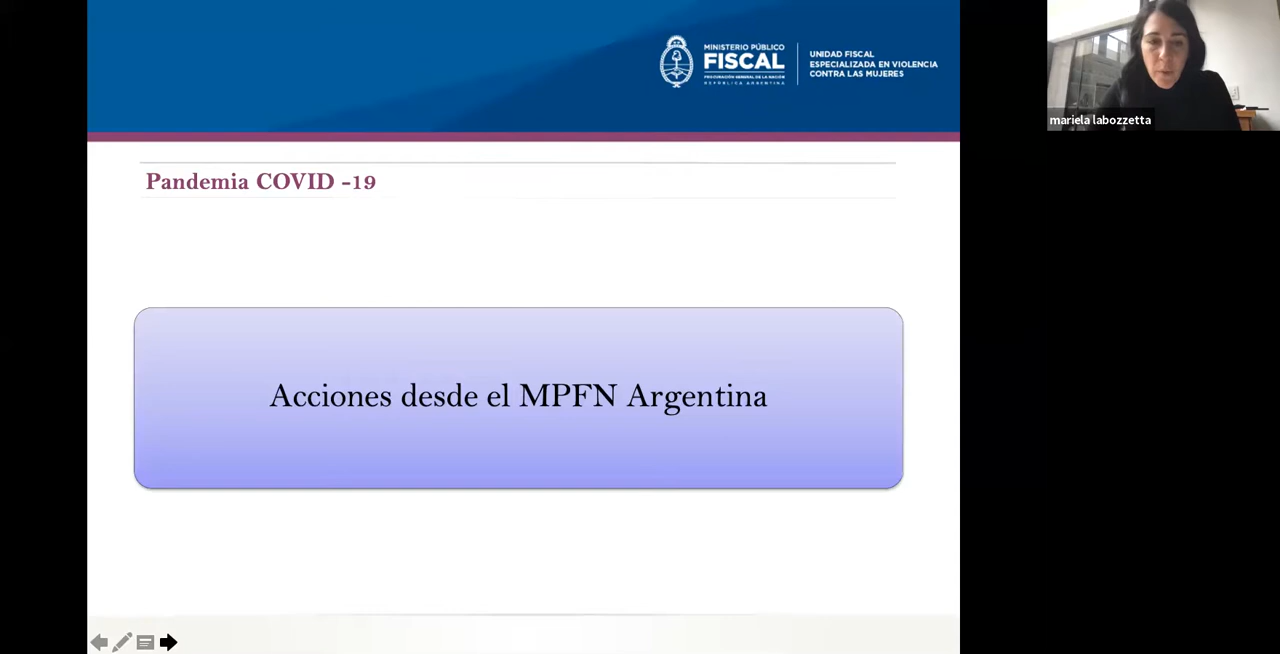 MINISTERIO PÚBLICO
FISCAL
PROCURACIÓN GENERAL DE LA NACIÓN
REPÚBLICA ARGENTINA
UNIDAD FISCAL
ESPECIALIZADA EN VIOLENCIA
CONTRA LAS MUJERES
mariela labozzetta
Pandemia COVID -19
Acciones desde el MPFN Argentina